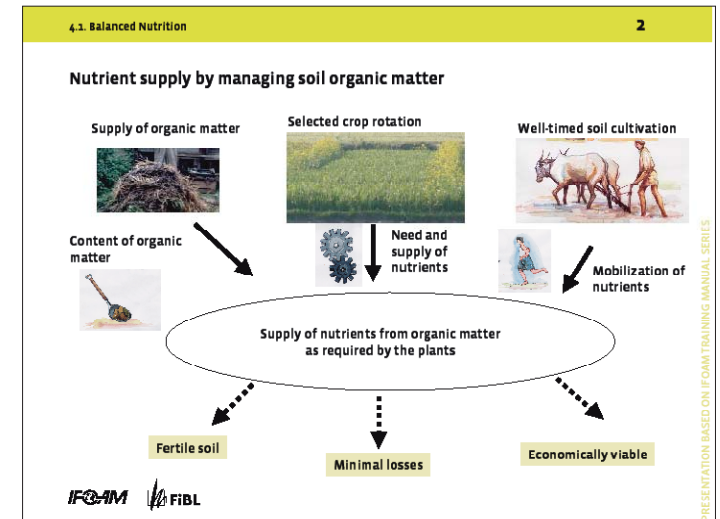 4.1. Balanced Nutrition
2
Nutrient supply by managing soil organic matter
Supply of organic matter
Selected crop rotation
Well-timed soil cultivation
Content of organic
matter
Need and
supply of
nutrients
Mobilization of
nutrients
Supply of nutrients from organic matter
as required by the plants
Fertile soil
Minimal losses
Economically viable
IFOAM
FiBL
PRESENTATION BASED ON IFOAM TRAINING MANUAL SERIES